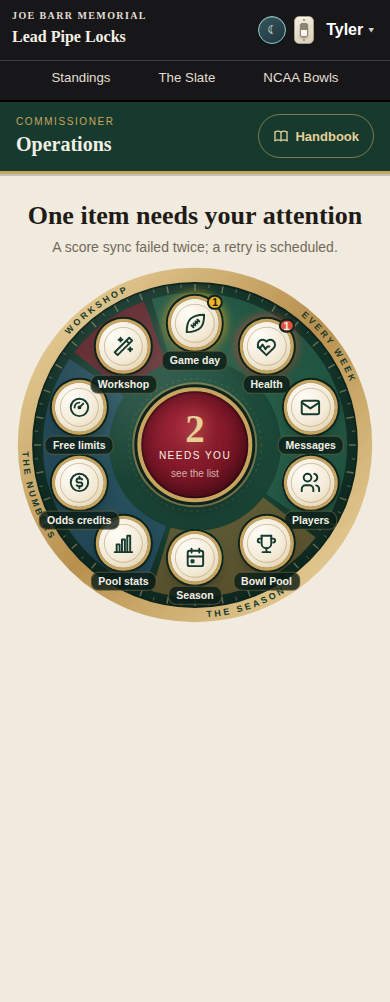 JOE BARR MEMORIAL
Lead Pipe Locks
Tyler
Standings
The Slate
NCAA Bowls
COMMISSIONER
Operations
Handbook
One item needs your attention
A score sync failed twice; a retry is scheduled.
WORKSHOP
EVERY WEEK
THE NUMBERS
THE SEASON
1
Game day
1
Workshop
Health
Free limits
Messages
2
NEEDS YOU
see the list
Odds credits
Players
Pool stats
Season
Bowl Pool